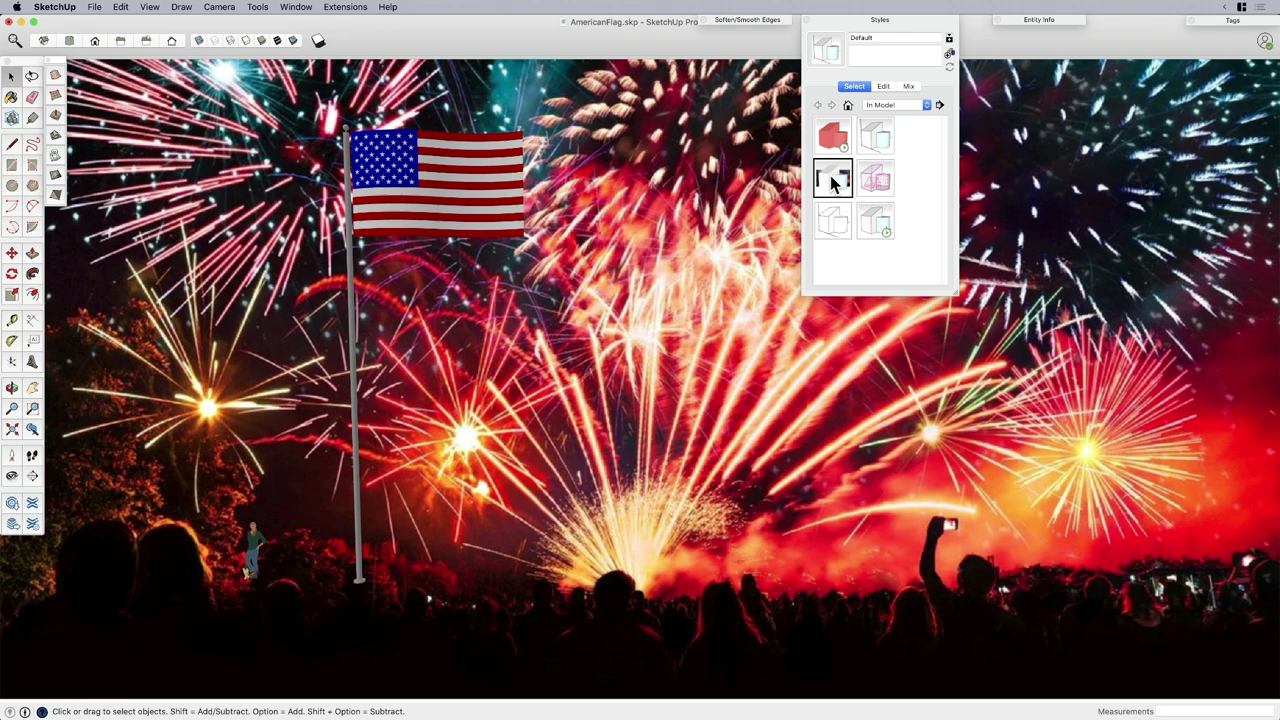 SketchUp File Edit View Draw Camera Tools Window Extensions Help
AmericanFlag.skp - SketchUp Pro
Soften/Smooth Edges
Styles
Entity Info
Tags
Default
Select Edit Mix
In Model
Click or drag to select objects. Shift = Add/Subtract. Option = Add. Shift + Option = Subtract.
Measurements